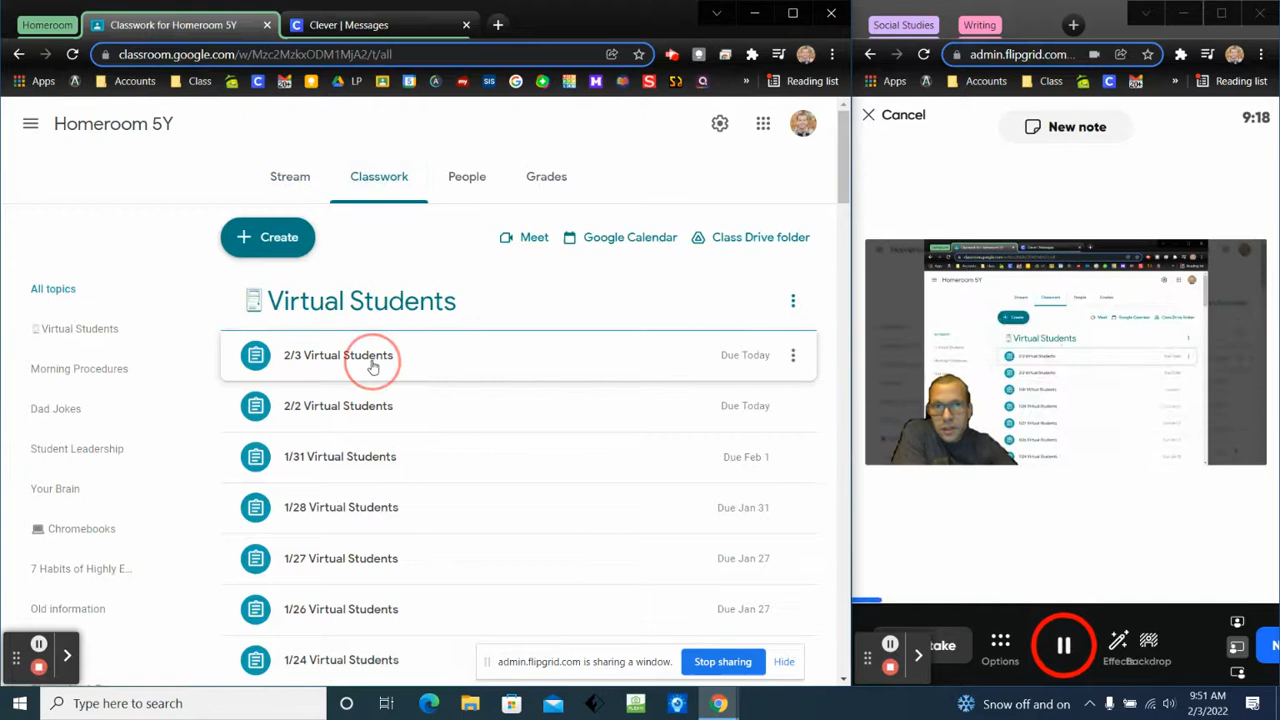 Homeroom
Classwork for Homeroom 5Y
Clever | Messages
classroom.google.com/w/Mzc2MzkxODM1MjA2/t/all
Apps
Accounts
Class
LP
SIS
Reading list
Homeroom 5Y
Stream
Classwork
People
Grades
Create
Meet
Google Calendar
Class Drive folder
All topics
Virtual Students
Morning Procedures
Dad Jokes
Student Leadership
Your Brain
Chromebooks
7 Habits of Highly E...
Old information
Virtual Students
2/3 Virtual Students Due Today
2/2 Virtual Students Due Today
1/31 Virtual Students Due Feb 1
1/28 Virtual Students Due Jan 31
1/27 Virtual Students Due Jan 27
1/26 Virtual Students Due Jan 27
1/24 Virtual Students
admin.flipgrid.com is sharing a window.
Stop sharing
Hide
Social Studies
Writing
admin.flipgrid.com...
Apps
Accounts
Class
Reading list
Cancel
New note
9:18
Homeroom 5Y
Virtual Students
take
Options
Effects
Backdrop
N
Type here to search
Snow off and on
9:51 AM
2/3/2022